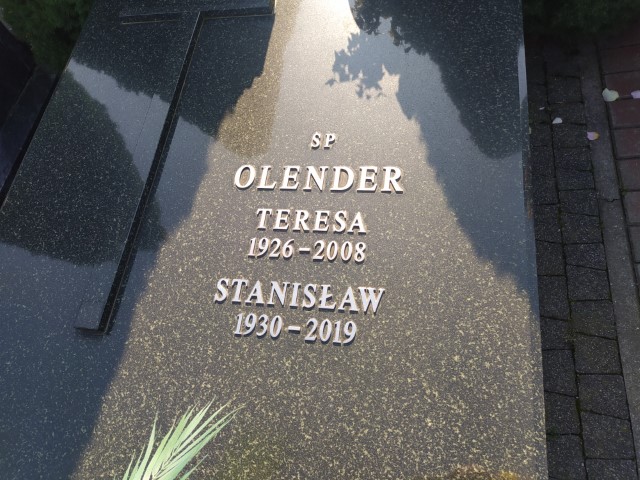 SP
OLENDER
TERESA
1926-2008
STANISŁAW
1930-2019